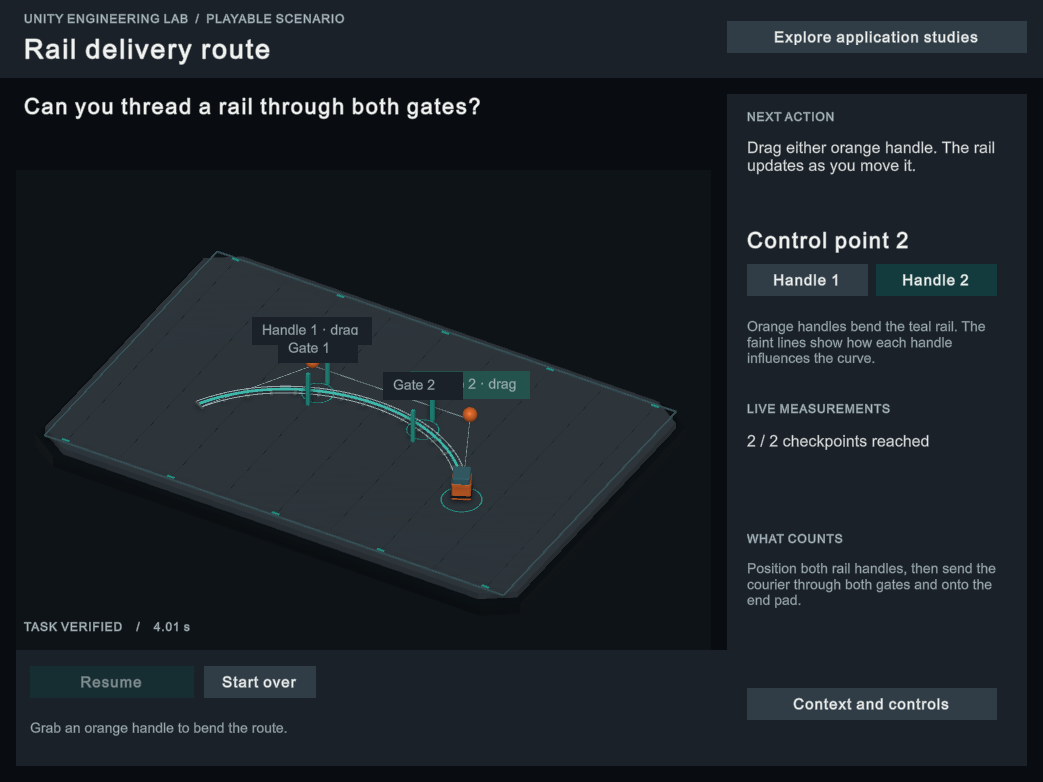 UNITY ENGINEERING LAB / PLAYABLE SCENARIO
Rail delivery route
Explore application studies
Can you thread a rail through both gates?
NEXT ACTION
Drag either orange handle. The rail
updates as you move it.
Control point 2
Handle 1
Handle 2
Orange handles bend the teal rail. The
faint lines show how each handle
influences the curve.
LIVE MEASUREMENTS
2 / 2 checkpoints reached
WHAT COUNTS
Position both rail handles, then send the
courier through both gates and onto the
end pad.
Handle 1 · drag
Gate 1
Gate 2
2 · drag
TASK VERIFIED / 4.01 s
Resume
Start over
Grab an orange handle to bend the route.
Context and controls